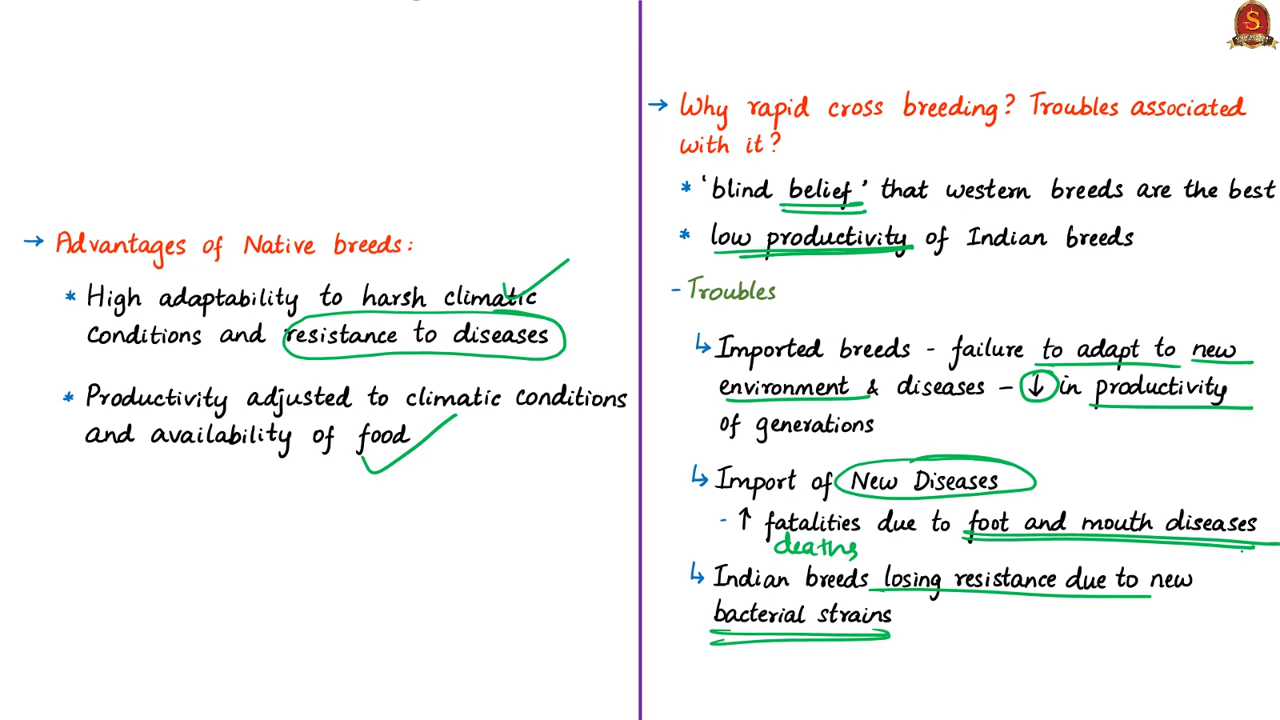 → Advantages of Native breeds:
* High adaptability to harsh climatic
conditions and resistance to diseases
* Productivity adjusted to climatic conditions
and availability of food
→ Why rapid cross breeding? Troubles associated
with it?
* 'blind belief' that western breeds are the best
* low productivity of Indian breeds
- Troubles
↳ Imported breeds - failure to adapt to new
environment & diseases - ↓ in productivity
of generations
↳ Import of New Diseases
- ↑ fatalities due to foot and mouth diseases
deaths
↳ Indian breeds losing resistance due to new
bacterial strains
S